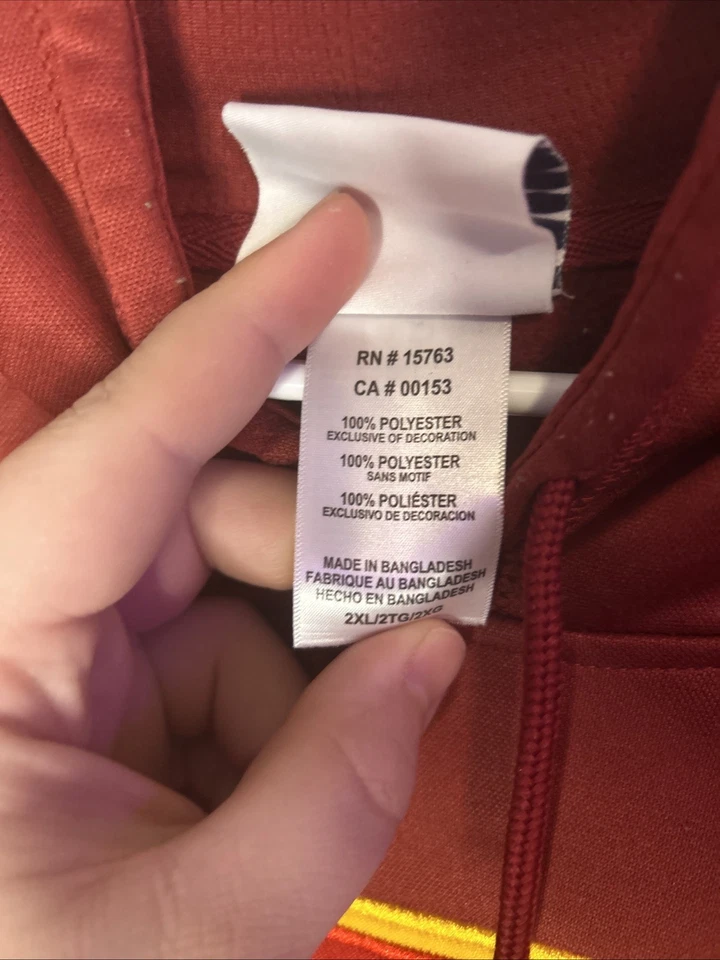 RN # 15763
CA # 00153
100% POLYESTER
EXCLUSIVE OF DECORATION
100% POLYESTER
SANS MOTIF
100% POLIÉSTER
EXCLUSIVO DE DECORACION
MADE IN BANGLADESH
FABRIQUE AU BANGLADESH
HECHO EN BANGLADESH
2XL/2TG/2XG